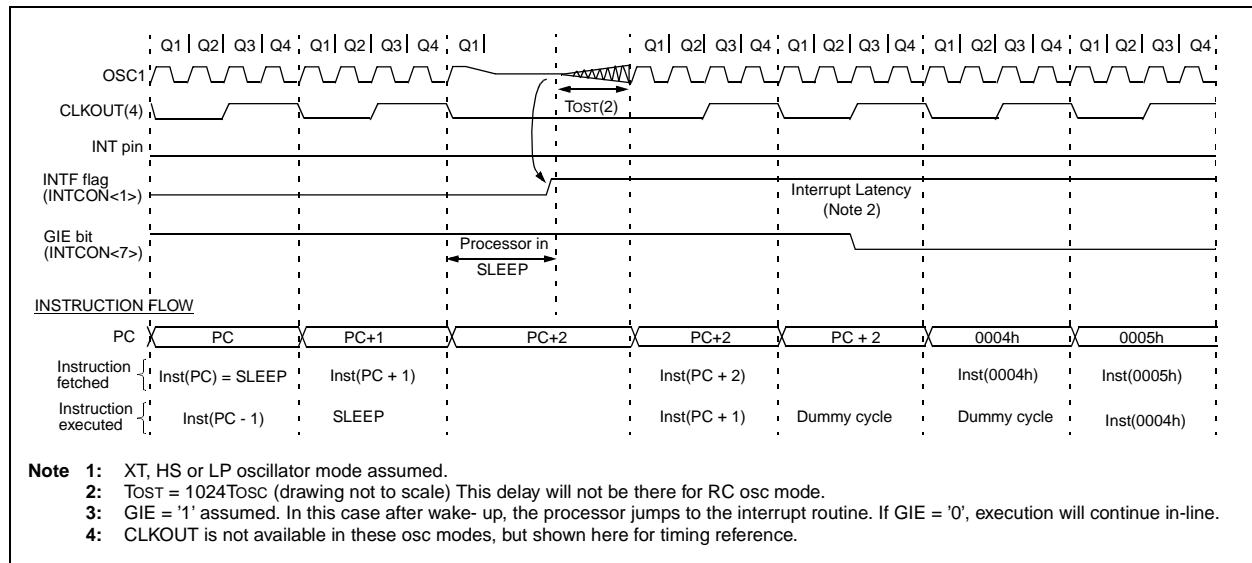 Q1 Q2 Q3 Q4 Q1 Q2 Q3 Q4 Q1 Q1 Q2 Q3 Q4 Q1 Q2 Q3 Q4 Q1 Q2 Q3 Q4 Q1 Q2 Q3 Q4
OSC1
TOST(2)
CLKOUT(4)
INT pin
INTF flag
(INTCON<1>)
Interrupt Latency
(Note 2)
GIE bit
(INTCON<7>)
Processor in
SLEEP
INSTRUCTION FLOW
PC PC PC+1 PC+2 PC+2 PC + 2 0004h 0005h
Instruction
fetched
Inst(PC) = SLEEP Inst(PC + 1) Inst(PC + 2) Inst(0004h) Inst(0005h)
Instruction
executed
Inst(PC - 1) SLEEP Inst(PC + 1) Dummy cycle Dummy cycle Inst(0004h)
Note 1: XT, HS or LP oscillator mode assumed.
2: TOST = 1024TOSC (drawing not to scale) This delay will not be there for RC osc mode.
3: GIE = '1' assumed. In this case after wake- up, the processor jumps to the interrupt routine. If GIE = '0', execution will continue in-line.
4: CLKOUT is not available in these osc modes, but shown here for timing reference.